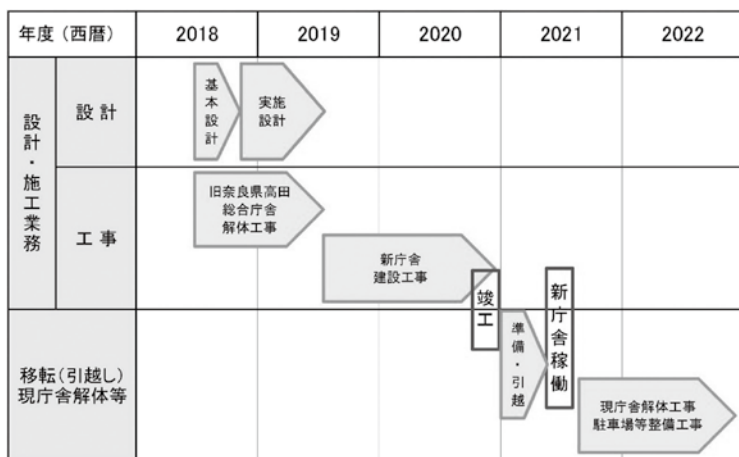 年度（西暦） 2018 2019 2020 2021 2022
設計・施工業務
設計
基本設計
実施
設計
工事
旧奈良県高田
総合庁舎
解体工事
新庁舎
建設工事
竣工
新庁舎稼働
移転（引越し）
現庁舎解体等
準備・引越
現庁舎解体工事
駐車場等整備工事